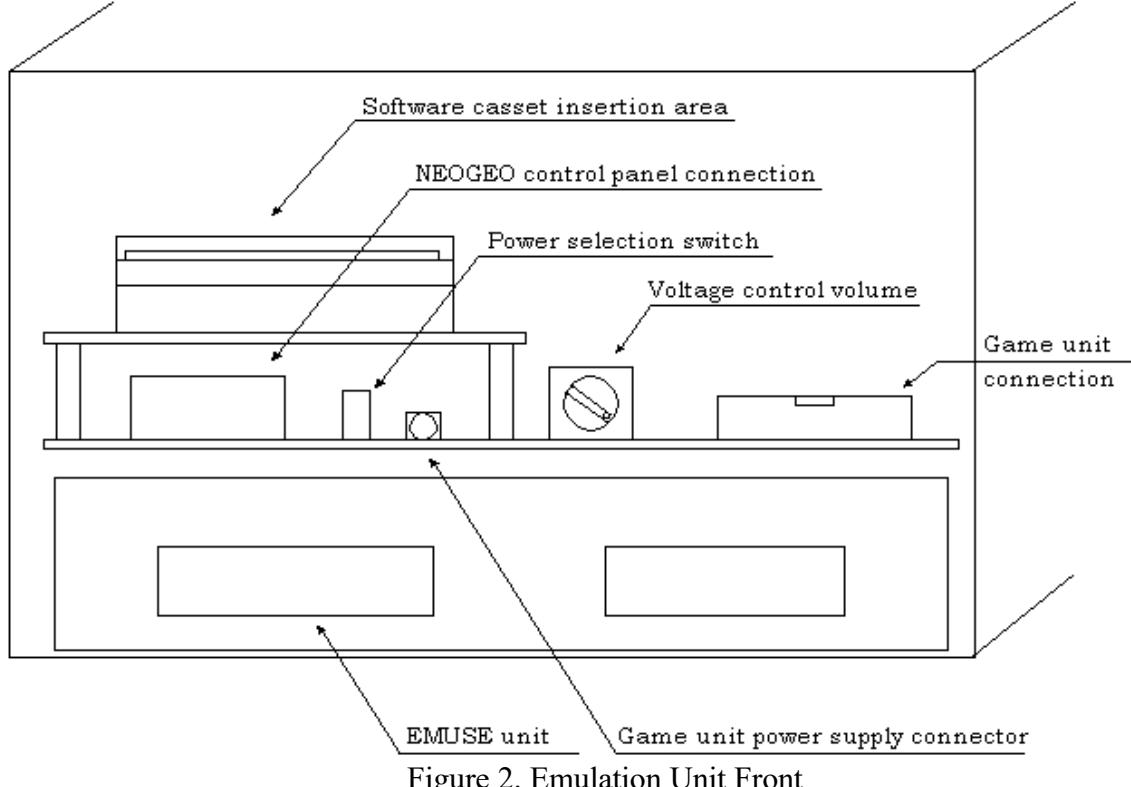 Software casset insertion area
NEOGEO control panel connection
Power selection switch
Voltage control volume
Game unit
connection
EMUSE unit
Game unit power supply connector
Figure 2. Emulation Unit Front